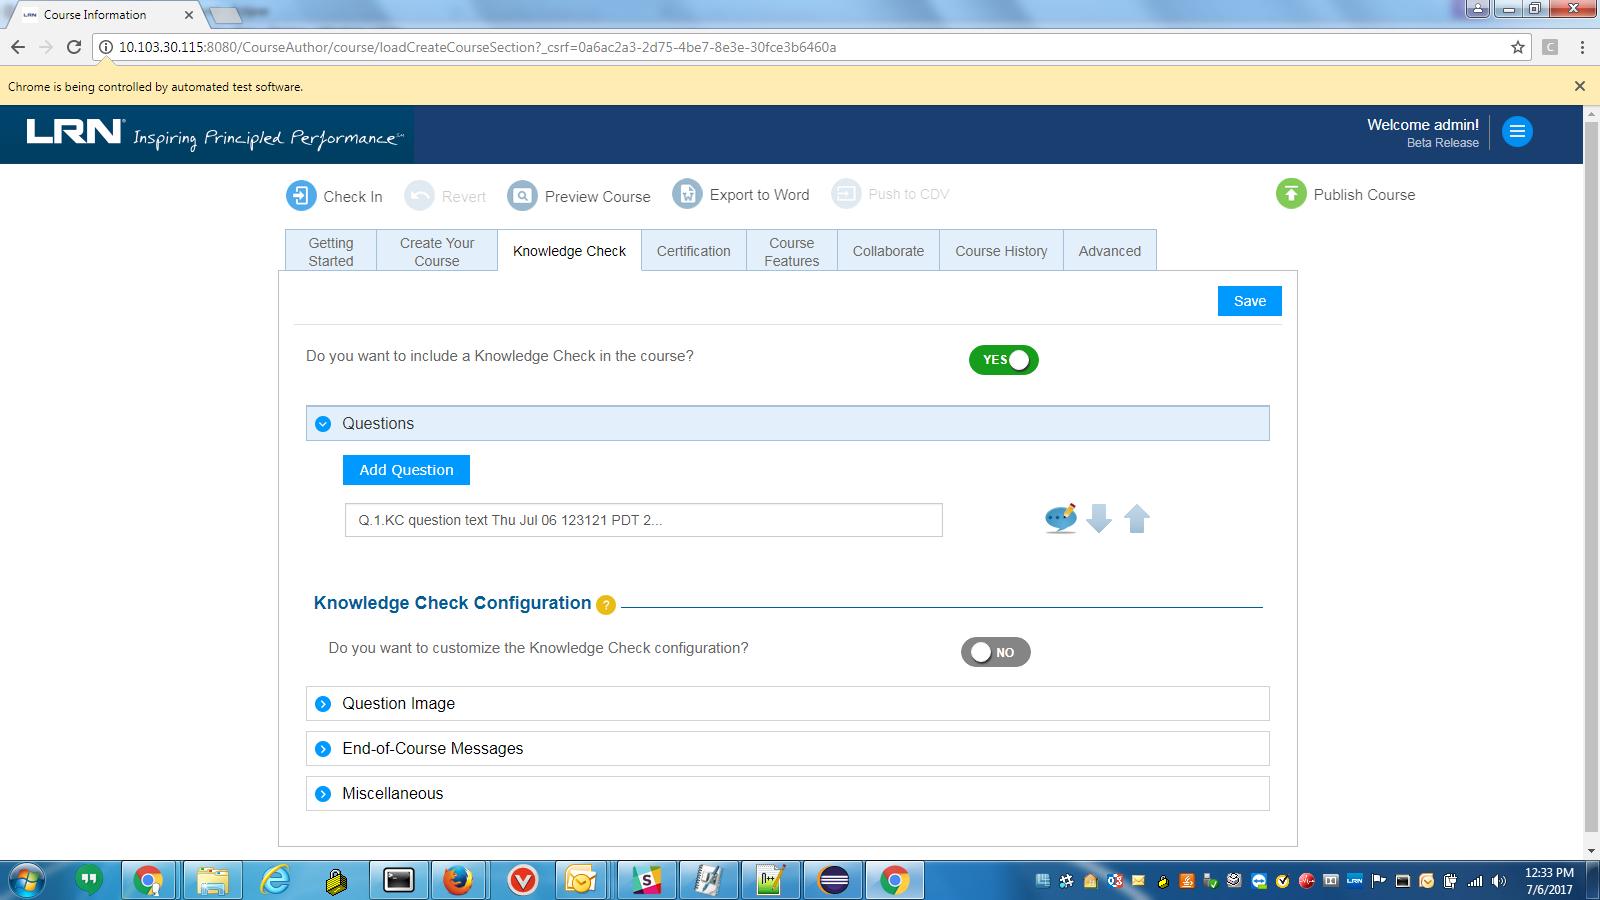 Course Information
10.103.30.115:8080/CourseAuthor/course/loadCreateCourseSection?_csrf=0a6ac2a3-2d75-4be7-8e3e-30fce3b6460a
Chrome is being controlled by automated test software.
LRN Inspiring Principled Performance
Welcome admin!
Beta Release
Check In
Revert
Preview Course
Export to Word
Push to CDV
Publish Course
Getting Started
Create Your Course
Knowledge Check
Certification
Course Features
Collaborate
Course History
Advanced
Save
Do you want to include a Knowledge Check in the course?
YES
Questions
Add Question
Q.1.KC question text Thu Jul 06 123121 PDT 2...
Knowledge Check Configuration ?
Do you want to customize the Knowledge Check configuration?
NO
Question Image
End-of-Course Messages
Miscellaneous
12:33 PM
7/6/2017